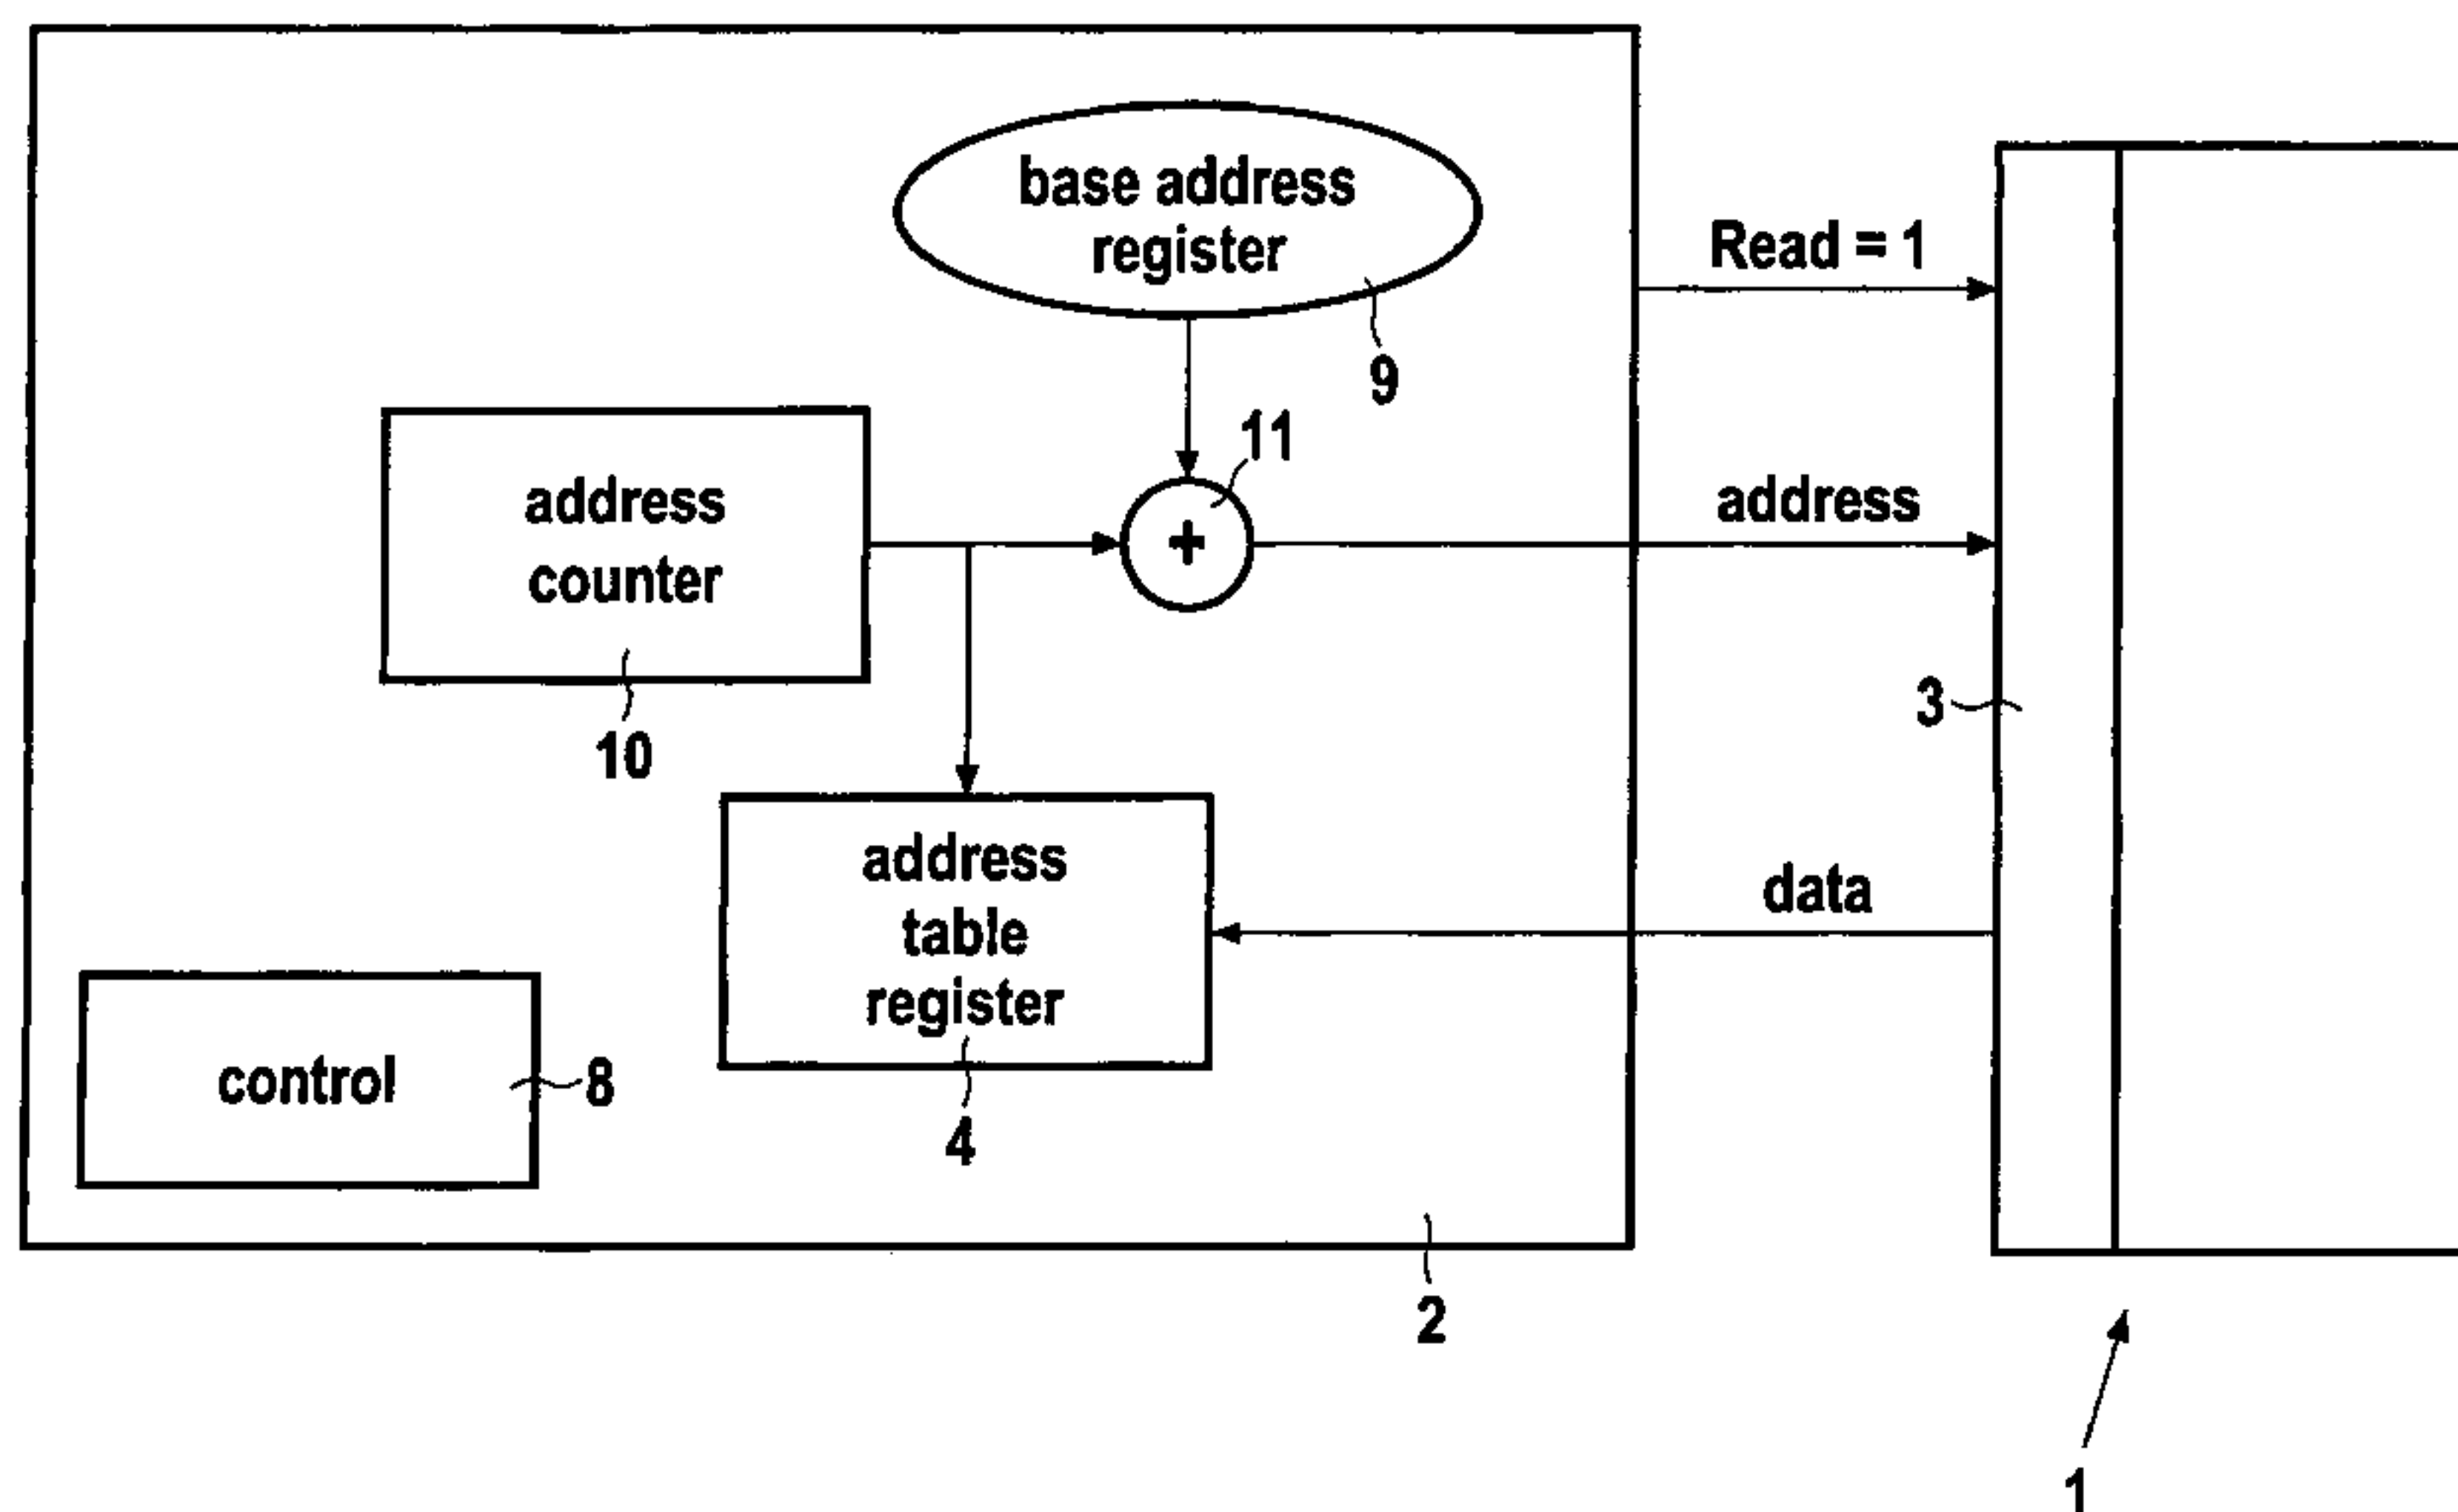 base address
register
Read = 1
9
11
address
counter
address
10
3
address
table
register
data
control
8
4
2
1